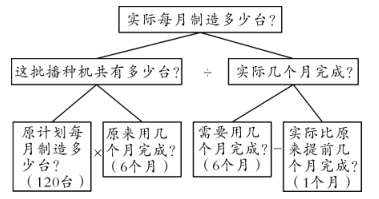 实际每月制造多少台?
这批播种机共有多少台? ÷ 实际几个月完成?
原计划每
月制造多
少台?
(120台)
×
原来用几
个月完成?
(6个月)
需要用几
个月完成?
(6个月)
−
实际比原
来提前几
个月完成?
(1个月)